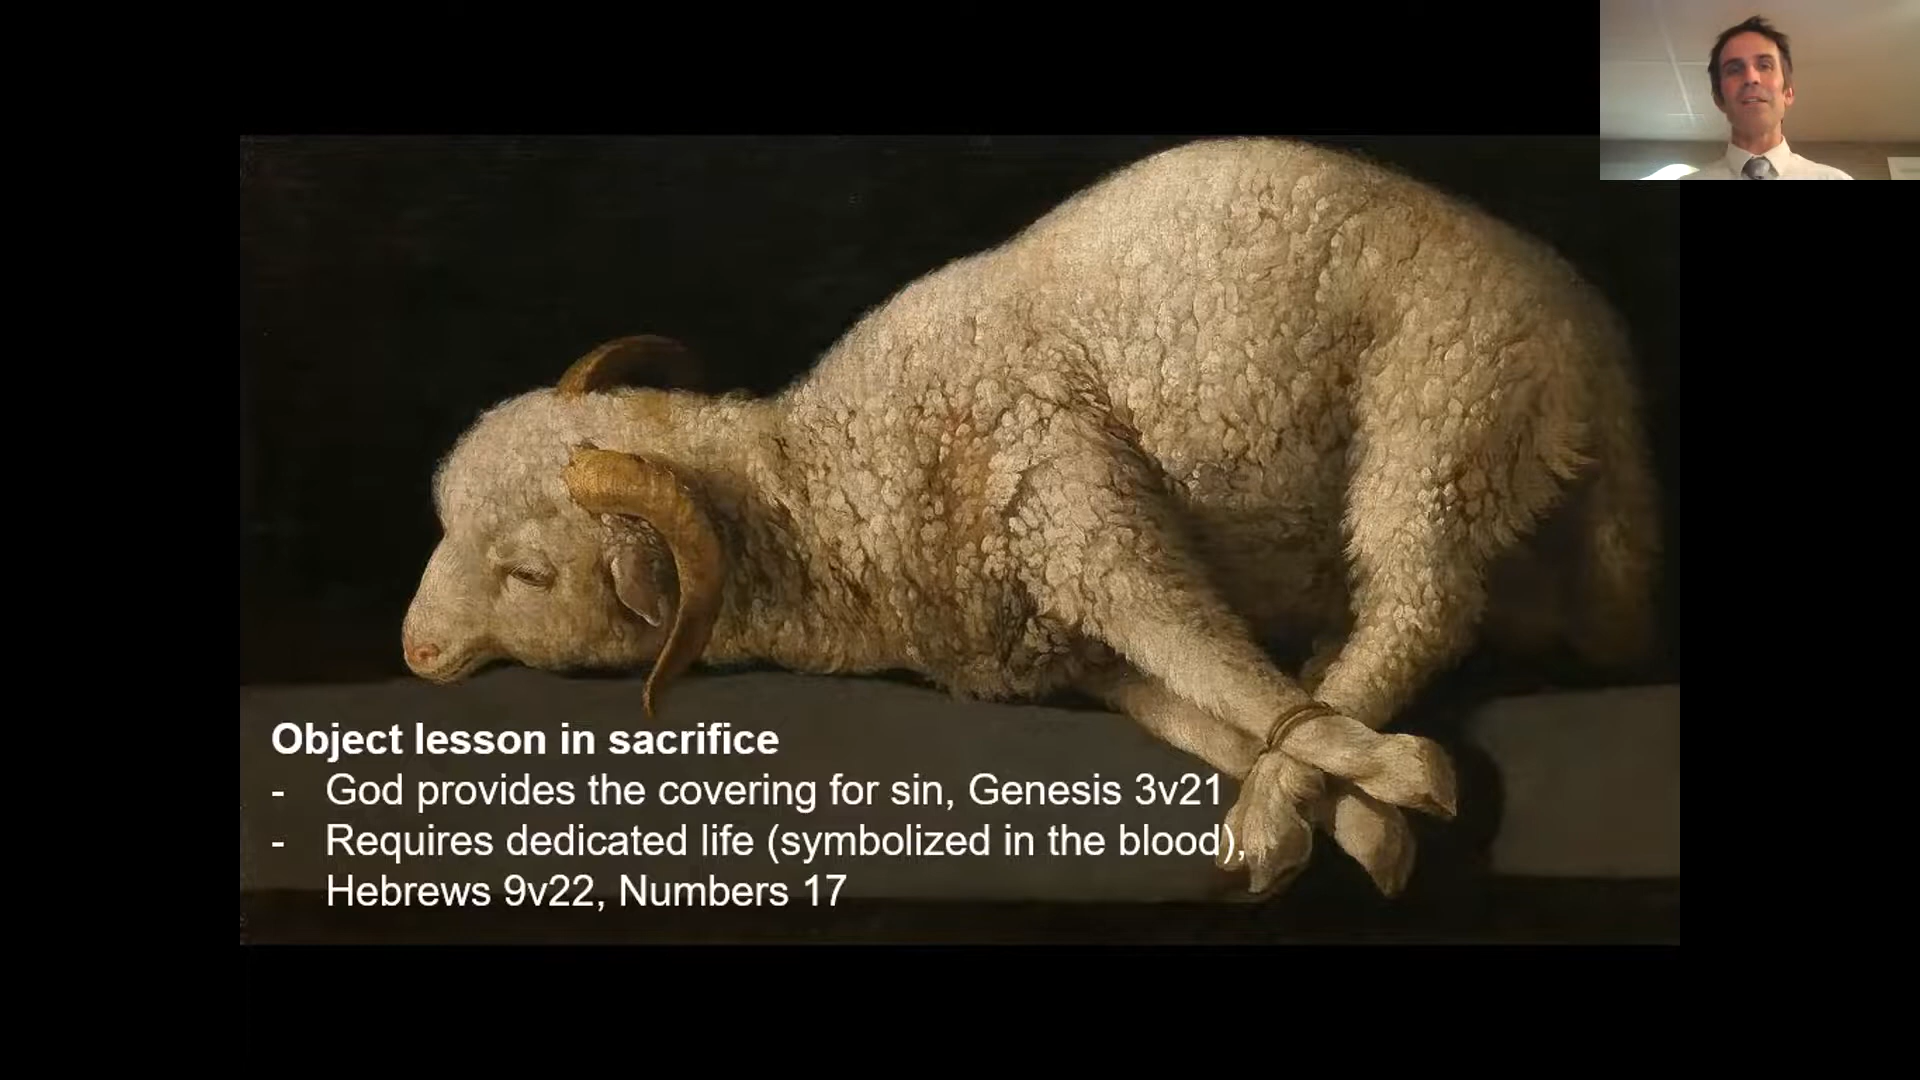 Object lesson in sacrifice
- God provides the covering for sin, Genesis 3v21
- Requires dedicated life (symbolized in the blood),
Hebrews 9v22, Numbers 17